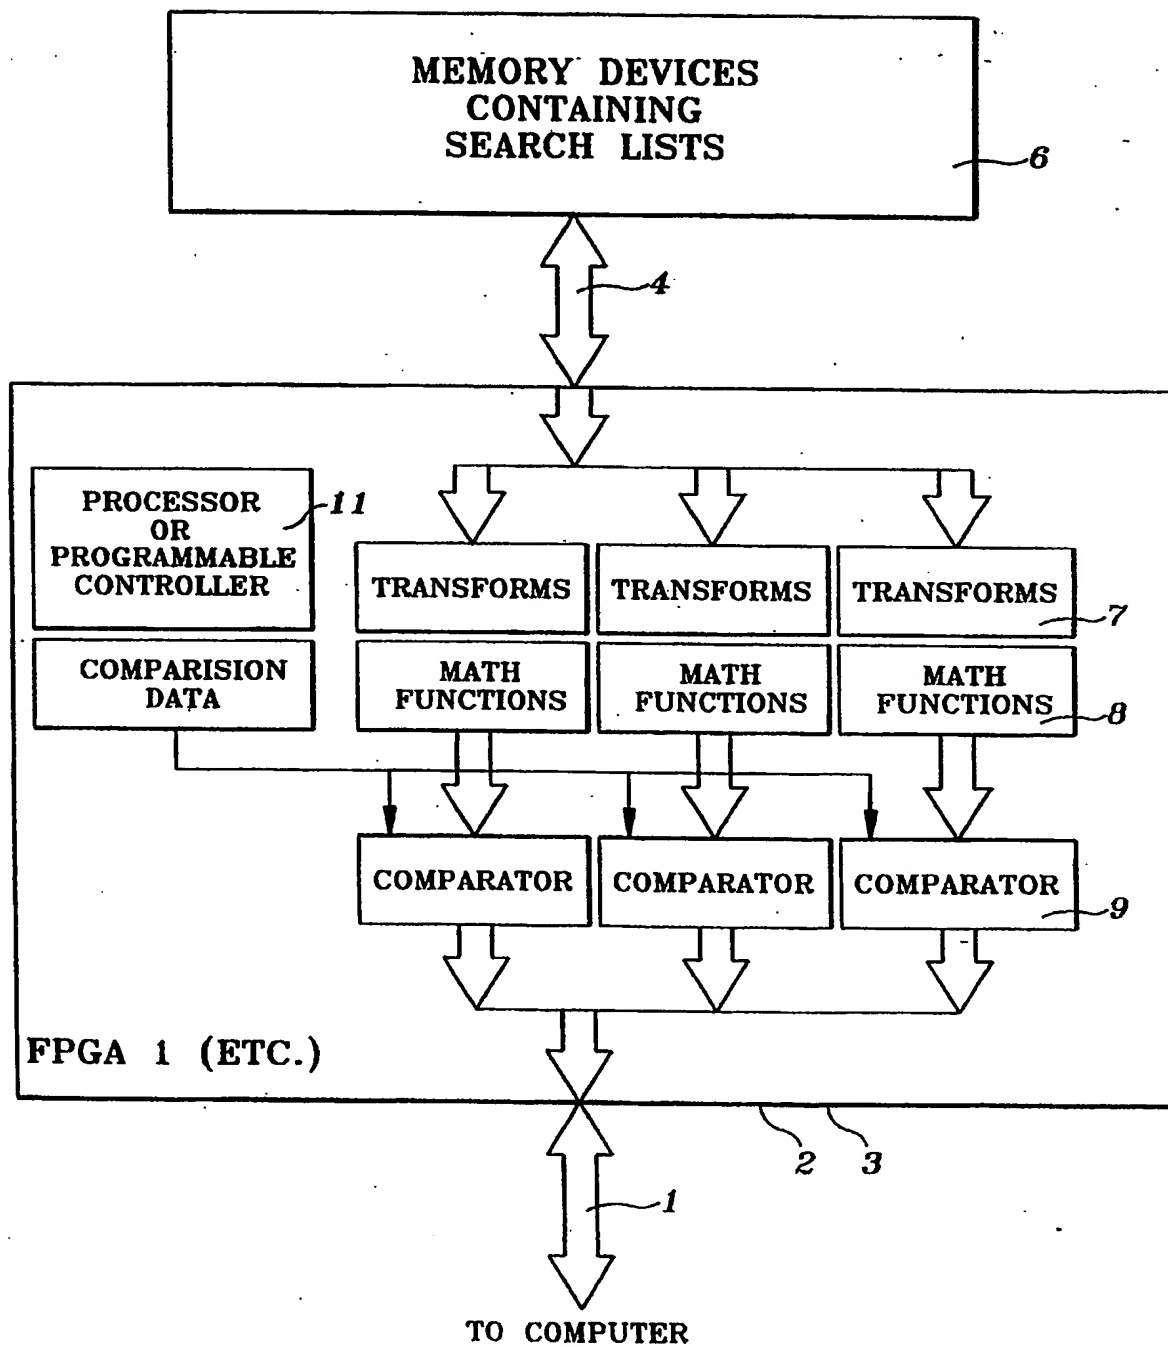 MEMORY DEVICES
CONTAINING
SEARCH LISTS
6
4
PROCESSOR
OR
PROGRAMMABLE
CONTROLLER
11
TRANSFORMS
TRANSFORMS
TRANSFORMS
7
COMPARISION
DATA
MATH
FUNCTIONS
MATH
FUNCTIONS
MATH
FUNCTIONS
8
COMPARATOR
COMPARATOR
COMPARATOR
9
FPGA 1 (ETC.)
2
3
1
TO COMPUTER